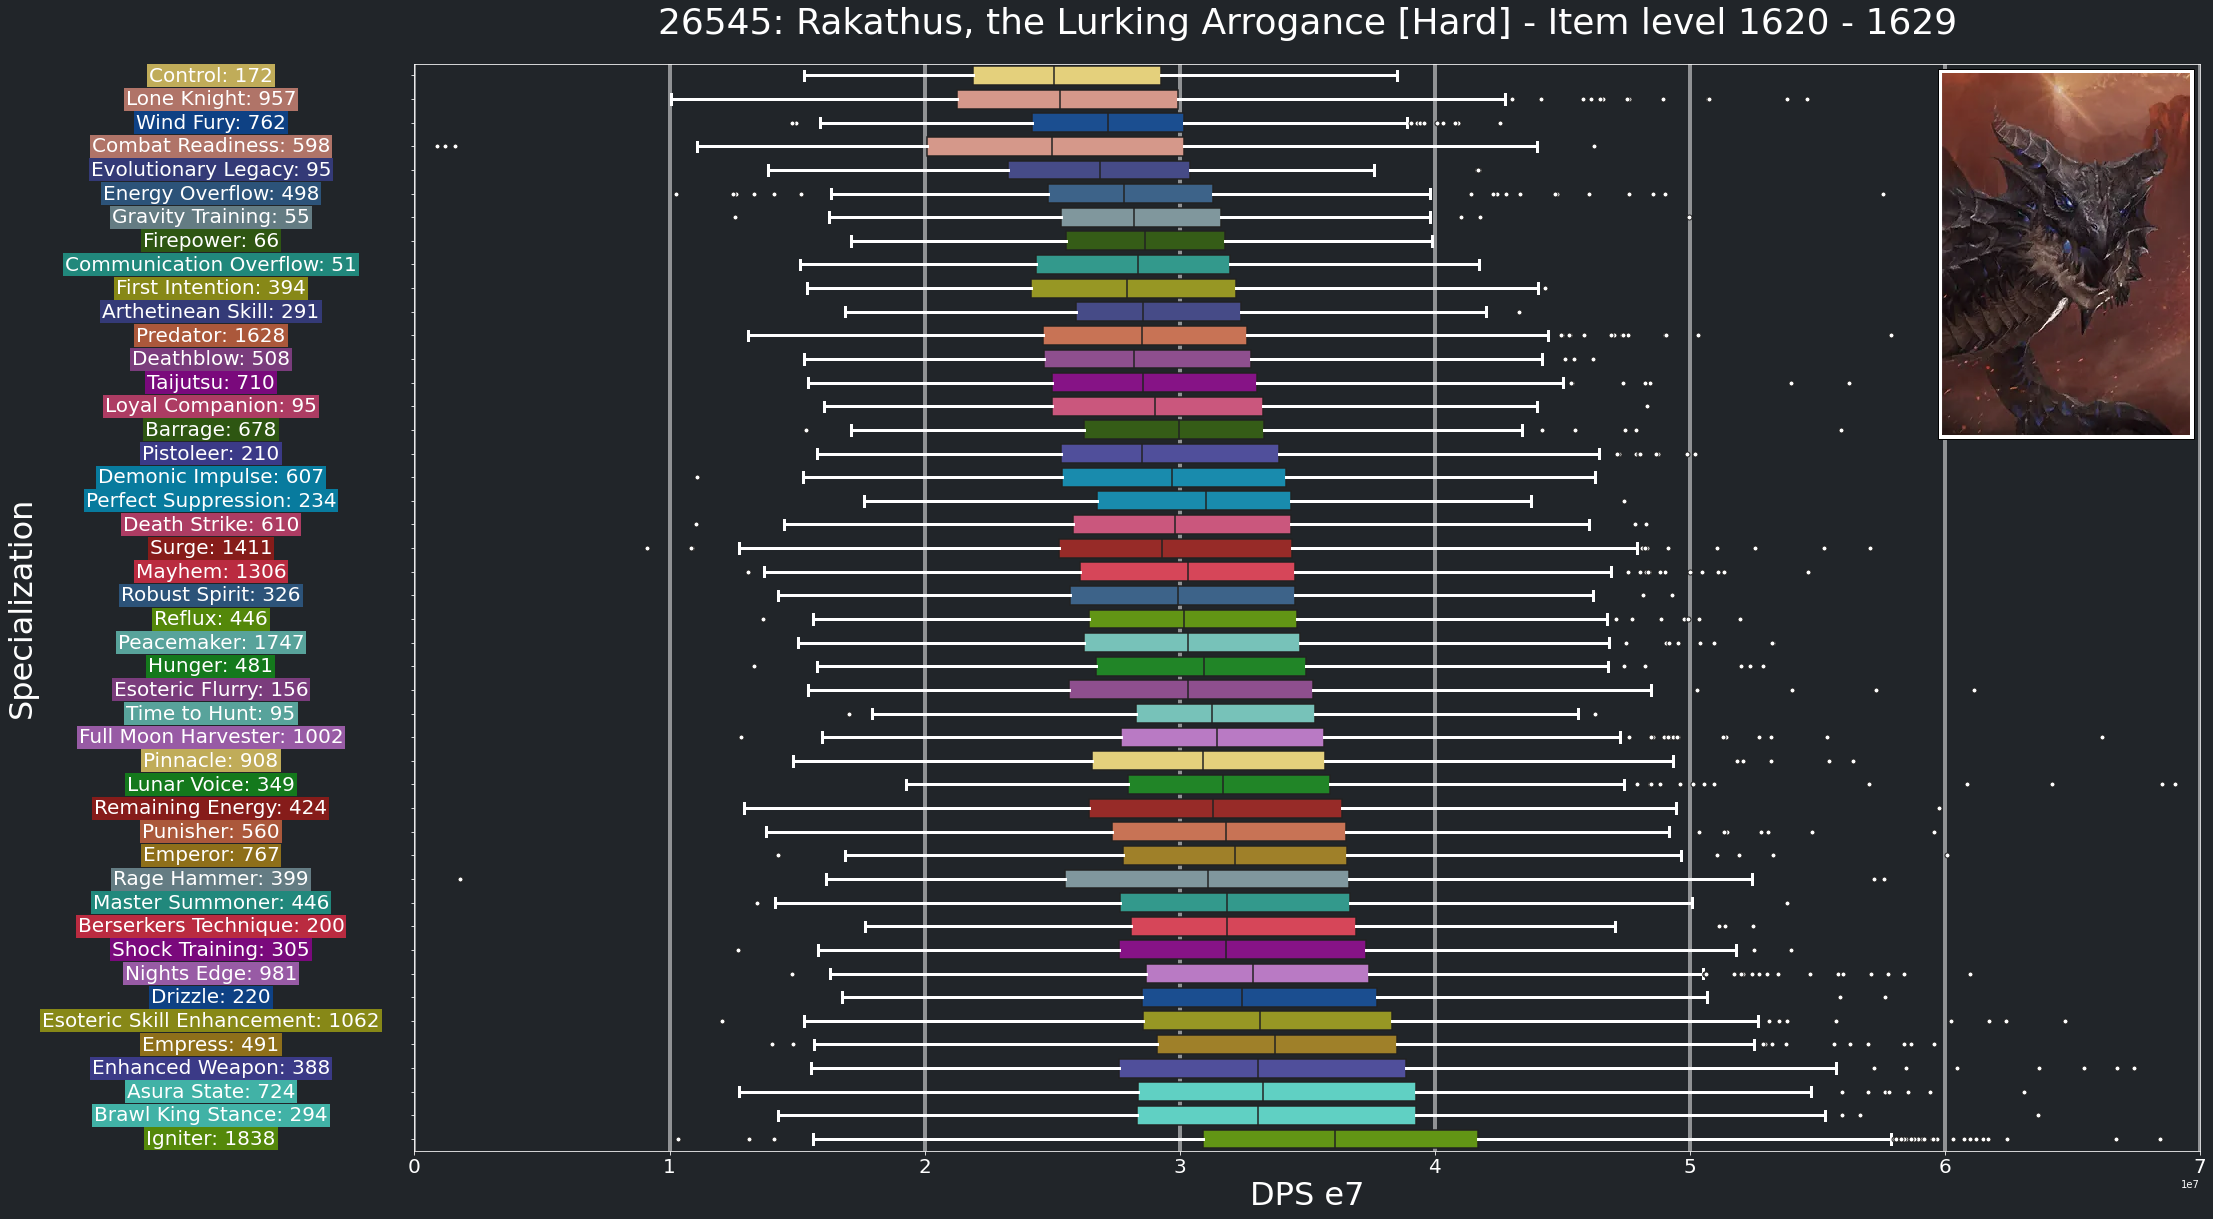 26545: Rakathus, the Lurking Arrogance [Hard] - Item level 1620 - 1629
Specialization
Control: 172
Lone Knight: 957
Wind Fury: 762
Combat Readiness: 598
Evolutionary Legacy: 95
Energy Overflow: 498
Gravity Training: 55
Firepower: 66
Communication Overflow: 51
First Intention: 394
Arthetinean Skill: 291
Predator: 1628
Deathblow: 508
Taijutsu: 710
Loyal Companion: 95
Barrage: 678
Pistoleer: 210
Demonic Impulse: 607
Perfect Suppression: 234
Death Strike: 610
Surge: 1411
Mayhem: 1306
Robust Spirit: 326
Reflux: 446
Peacemaker: 1747
Hunger: 481
Esoteric Flurry: 156
Time to Hunt: 95
Full Moon Harvester: 1002
Pinnacle: 908
Lunar Voice: 349
Remaining Energy: 424
Punisher: 560
Emperor: 767
Rage Hammer: 399
Master Summoner: 446
Berserkers Technique: 200
Shock Training: 305
Nights Edge: 981
Drizzle: 220
Esoteric Skill Enhancement: 1062
Empress: 491
Enhanced Weapon: 388
Asura State: 724
Brawl King Stance: 294
Igniter: 1838
0 1 2 3 4 5 6 7
1e7
DPS e7